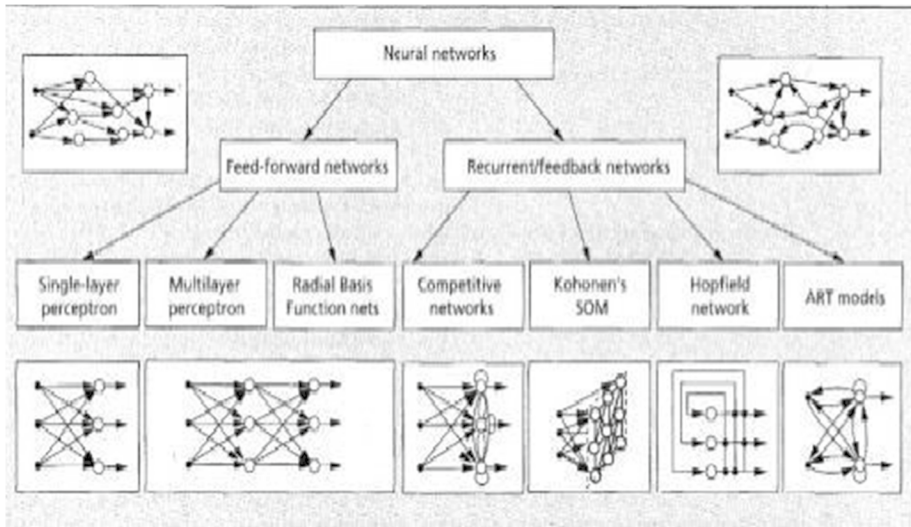 Neural networks
Feed-forward networks
Recurrent/feedback networks
Single-layer
perceptron
Multilayer
perceptron
Radial Basis
Function nets
Competitive
networks
Kohonen's
SOM
Hopfield
network
ART models